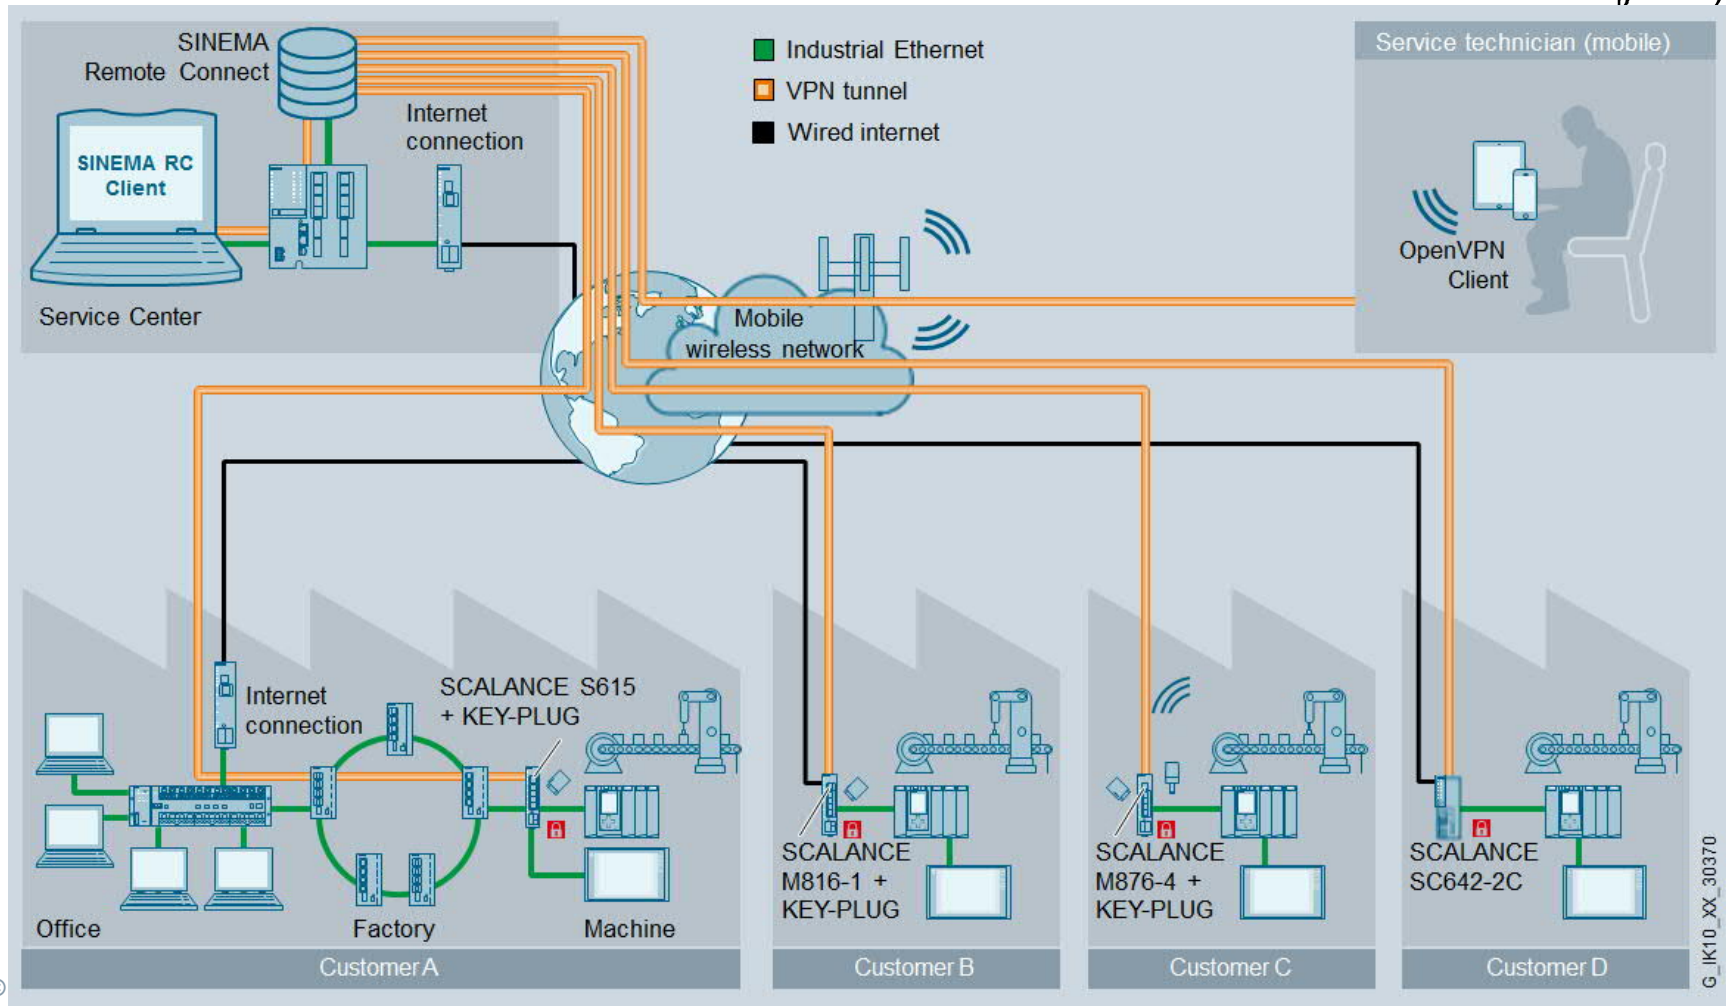 SINEMA
Remote Connect
Internet
connection
SINEMA RC
Client
Service Center
Industrial Ethernet
VPN tunnel
Wired internet
Service technician (mobile)
OpenVPN
Client
Mobile
wireless network
Internet
connection
SCALANCE S615
+ KEY-PLUG
Office
Factory
Machine
Customer A
SCALANCE
M816-1 +
KEY-PLUG
Customer B
SCALANCE
M876-4 +
KEY-PLUG
Customer C
SCALANCE
SC642-2C
Customer D
G_IK10_XX_30370